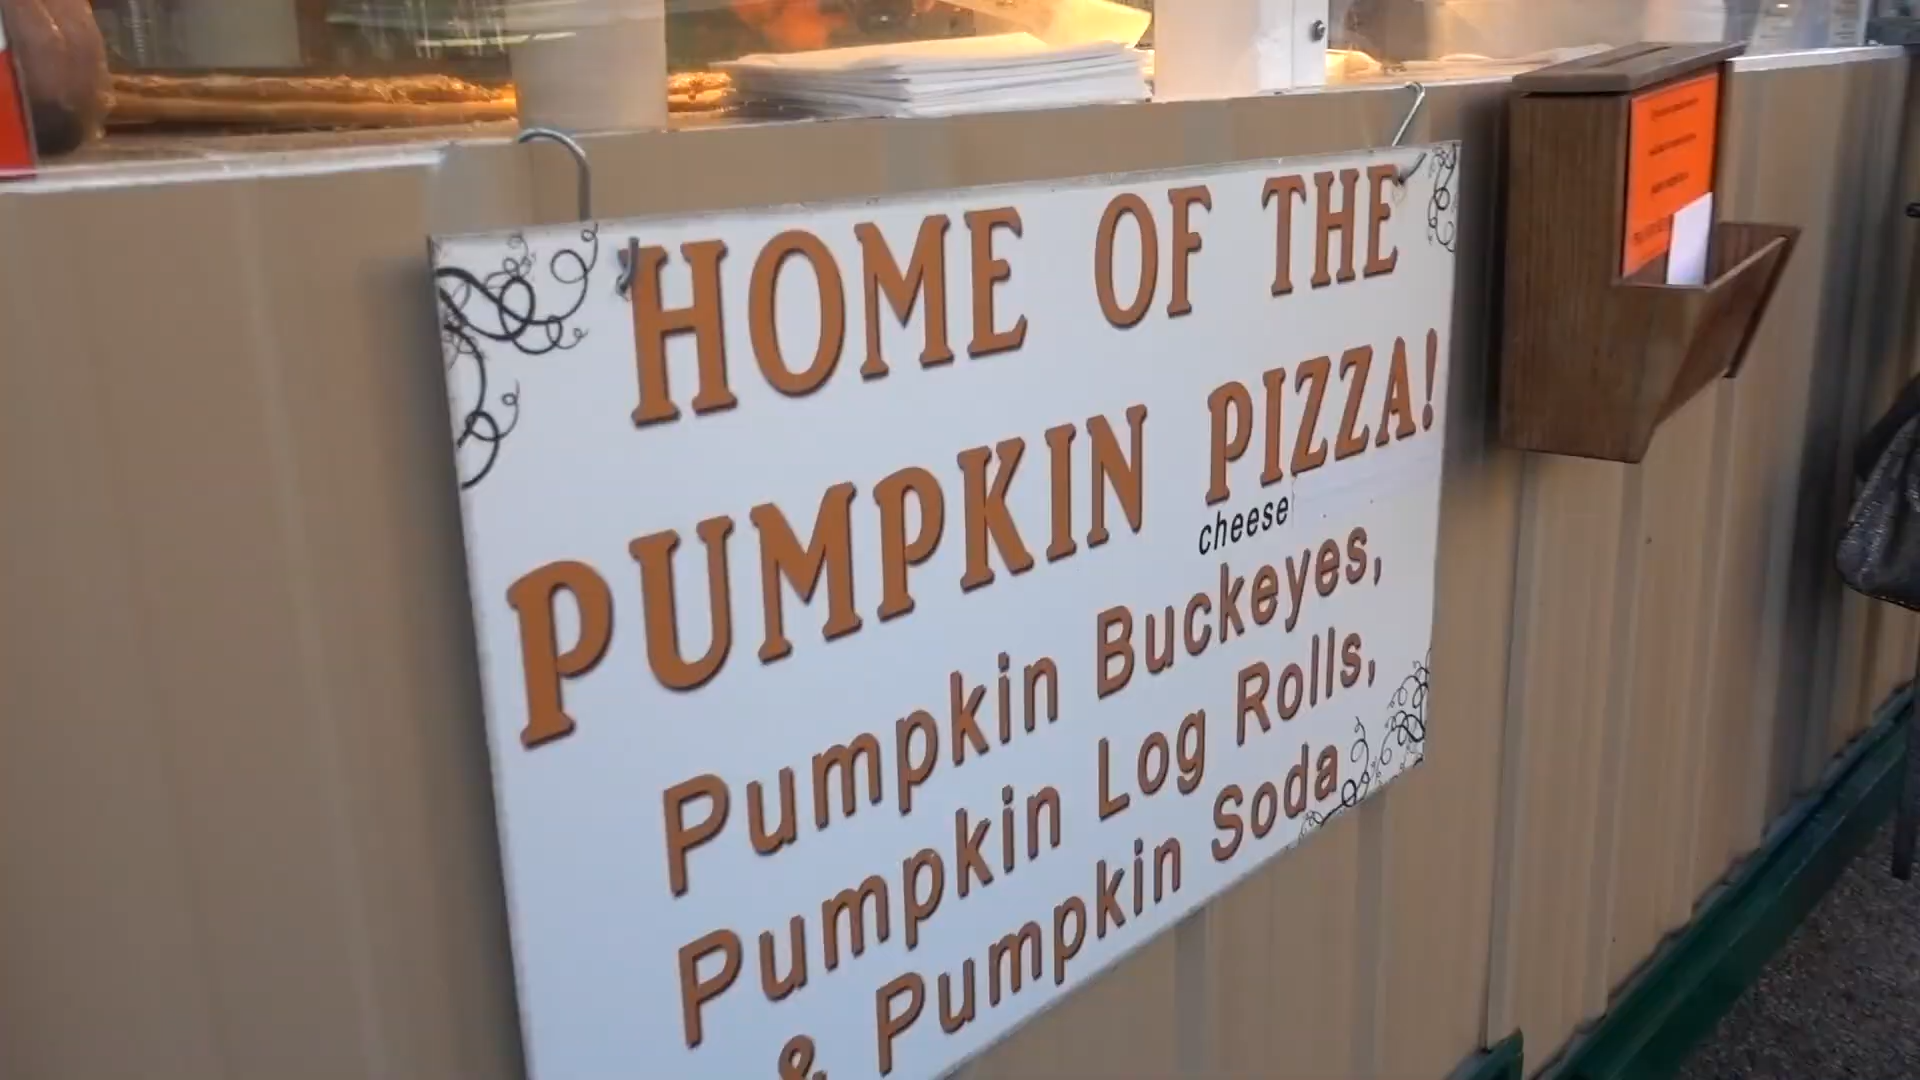 HOME OF THE
PUMPKIN PIZZA!
cheese
Pumpkin Buckeyes,
Pumpkin Log Rolls,
& Pumpkin Soda